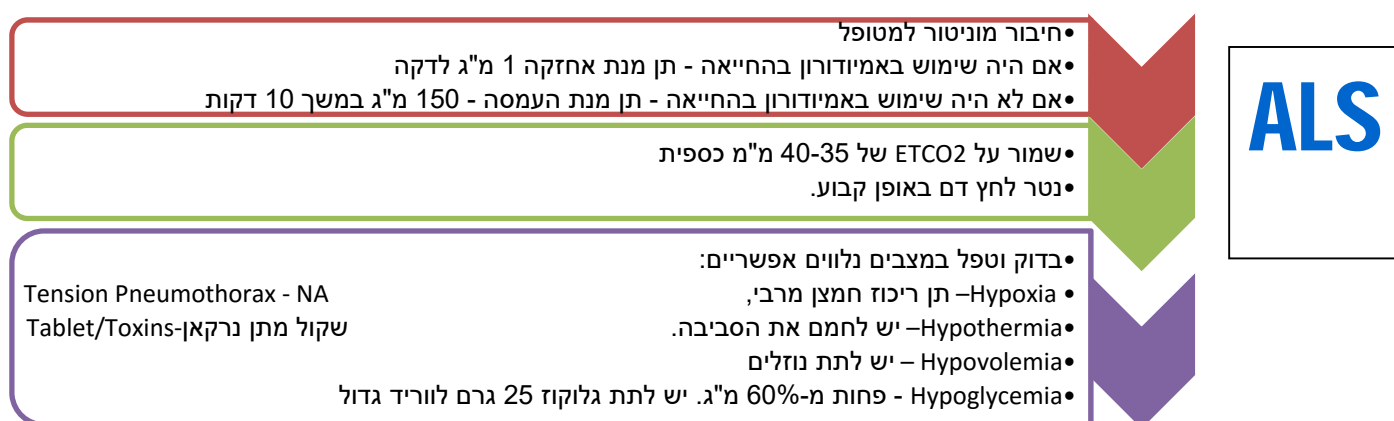 •חיבור מוניטור למטופל
•אם היה שימוש באמיודורון בהחייאה - תן מנת אחזקה 1 מ"ג לדקה
•אם לא היה שימוש באמיודורון בהחייאה - תן מנת העמסה - 150 מ"ג במשך 10 דקות
ALS
•שמור על ETCO2 של 40-35 מ"מ כספית
•נטר לחץ דם באופן קבוע.
•בדוק וטפל במצבים נלווים אפשריים:
•Hypoxia– תן ריכוז חמצן מרבי,
Tension Pneumothorax - NA
•Hypothermia– יש לחמם את הסביבה.
Tablet/Toxins-שקול מתן נרקאן
•Hypovolemia – יש לתת נוזלים
•Hypoglycemia - פחות מ-60% מ"ג. יש לתת גלוקוז 25 גרם לווריד גדול